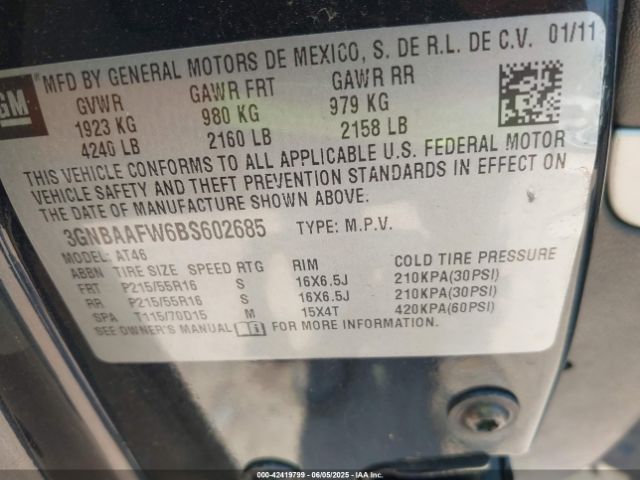 GM
MFD BY GENERAL MOTORS DE MEXICO, S. DE R.L. DE C.V. 01/11
GVWR GAWR FRT GAWR RR
1923 KG 980 KG 979 KG
4240 LB 2160 LB 2158 LB
THIS VEHICLE CONFORMS TO ALL APPLICABLE U.S. FEDERAL MOTOR
VEHICLE SAFETY AND THEFT PREVENTION STANDARDS IN EFFECT ON
THE DATE OF MANUFACTURE SHOWN ABOVE.
3GNBAAFW6BS602685 TYPE: M.P.V.
MODEL: AT46
ABBN TIRE SIZE SPEED RTG RIM COLD TIRE PRESSURE
FRT P215/55R16 S 16X6.5J 210KPA(30PSI)
RR P215/55R16 S 16X6.5J 210KPA(30PSI)
SPA T115/70D15 M 15X4T 420KPA(60PSI)
SEE OWNER'S MANUAL FOR MORE INFORMATION.
000-42419799 - 06/05/2025 - IAAI.COM